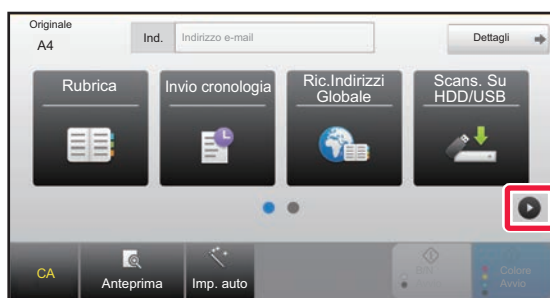 Originale
A4
Ind.
Indirizzo e-mail
Dettagli
Rubrica
Invio cronologia
Ric.Indirizzi
Globale
Scans. Su
HDD/USB
CA
Anteprima
Imp. auto
B/N
Avvio
Colore
Avvio